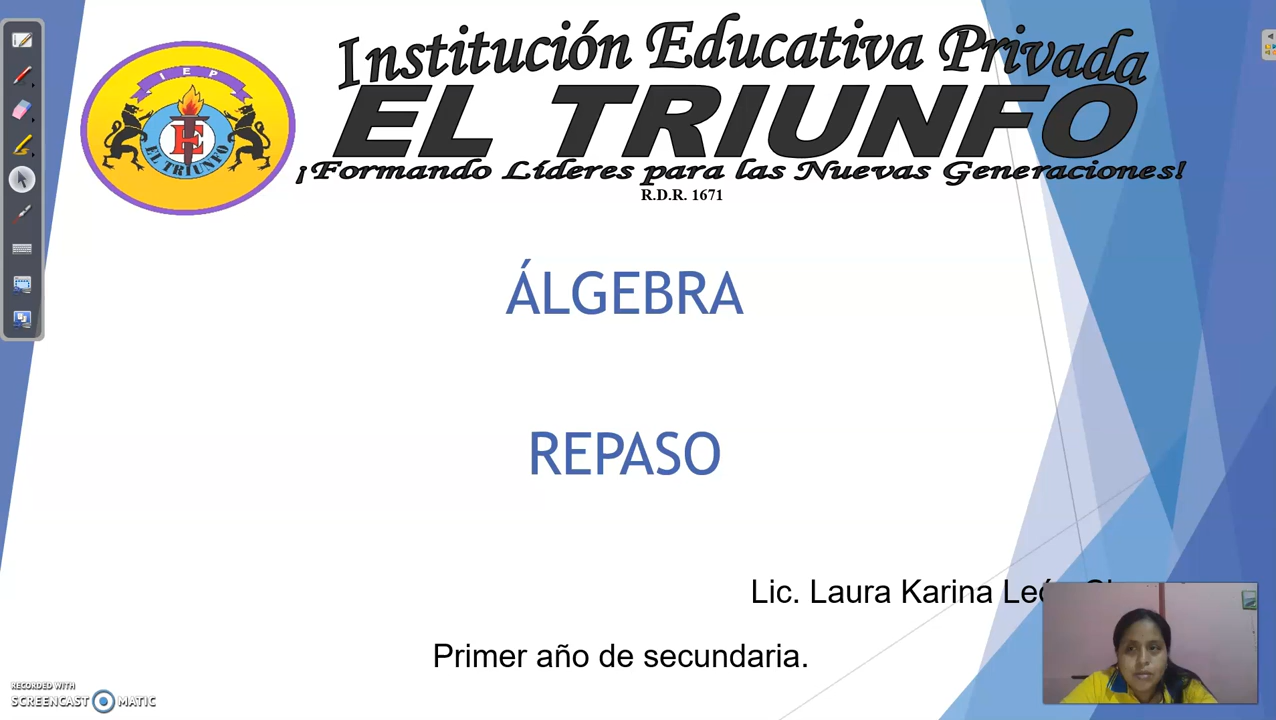 Institución Educativa Privada
EL TRIUNFO
¡Formando Líderes para las Nuevas Generaciones!
R.D.R. 1671
I E P
E
EL TRIUNFO
ÁLGEBRA
REPASO
Lic. Laura Karina León
Primer año de secundaria.
RECORDED WITH
SCREENCAST MATIC